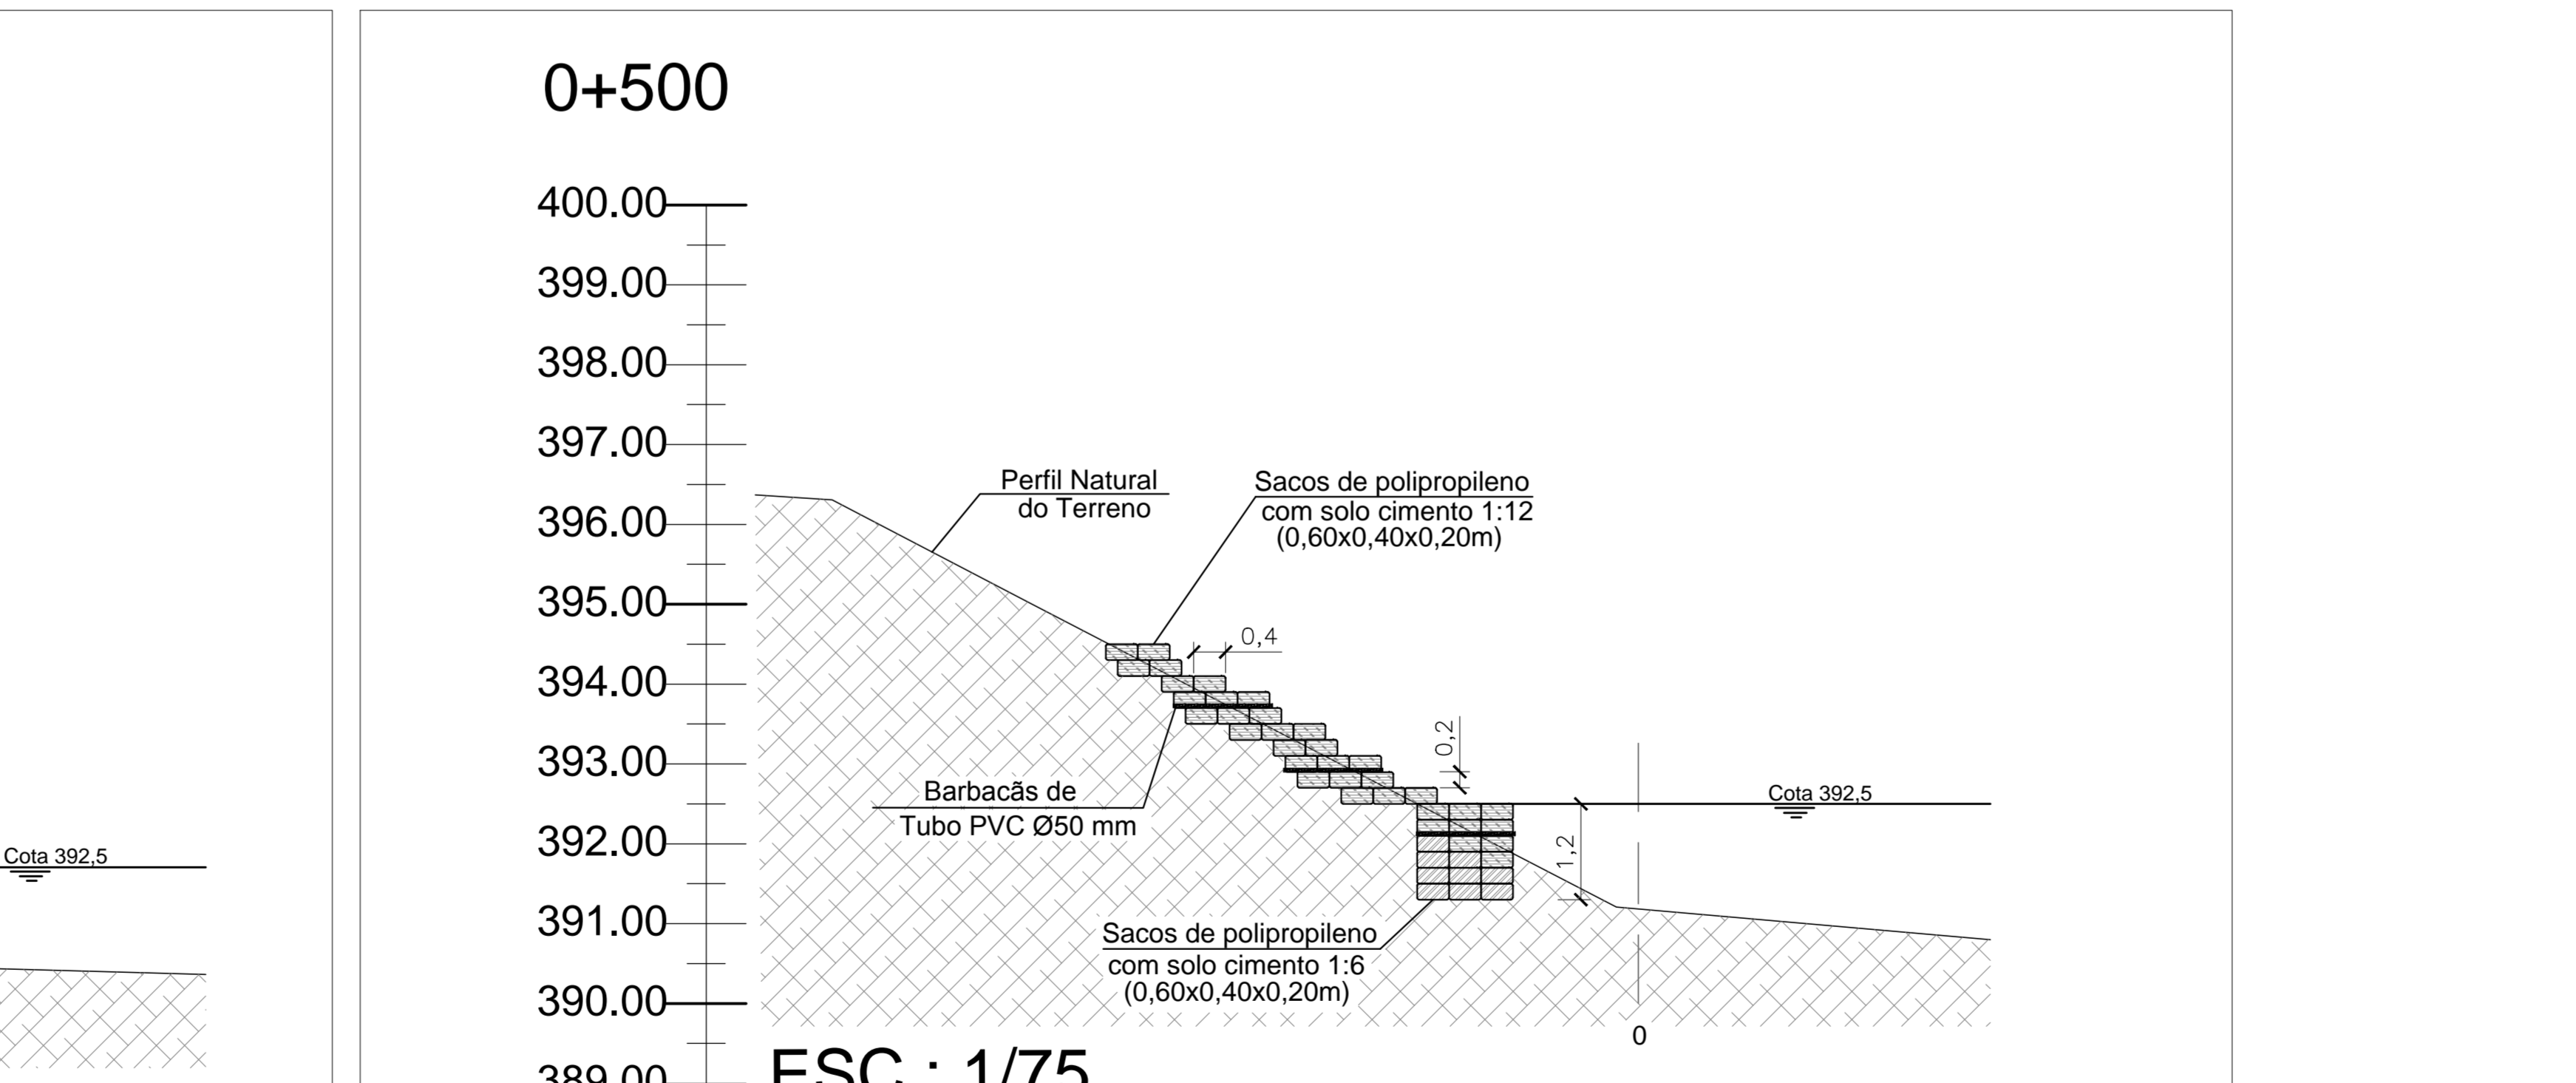 0+500
400.00
399.00
398.00
397.00
396.00
395.00
394.00
393.00
392.00
391.00
390.00
389.00
Perfil Natural
do Terreno
Sacos de polipropileno
com solo cimento 1:12
(0,60x0,40x0,20m)
0,4
0,2
Barbacãs de
Tubo PVC Ø50 mm
Cota 392,5
1,2
Cota 392,5
Sacos de polipropileno
com solo cimento 1:6
(0,60x0,40x0,20m)
0
ESC.: 1/75